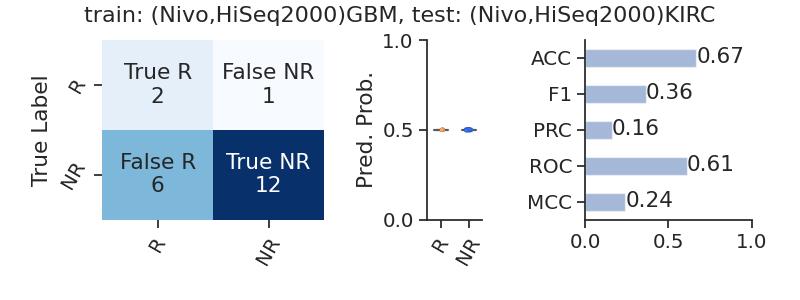 train: (Nivo,HiSeq2000)GBM, test: (Nivo,HiSeq2000)KIRC
True Label
R
NR
True R
2
False NR
1
False R
6
True NR
12
R
NR
Pred. Prob.
1.0
0.5
0.0
R
NR
ACC
0.67
F1
0.36
PRC
0.16
ROC
0.61
MCC
0.24
0.0
0.5
1.0